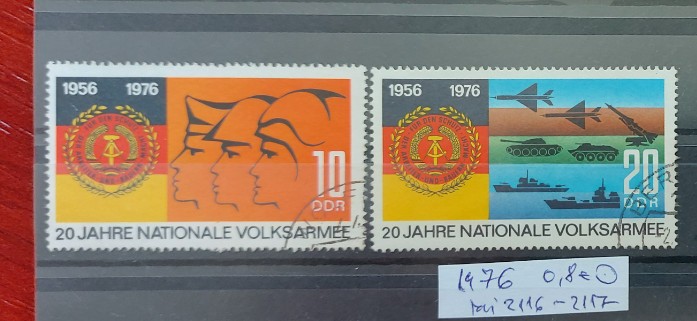 1956 1976
10
DDR
20 JAHRE NATIONALE VOLKSARMEE
1956 1976
20
DDR
20 JAHRE NATIONALE VOLKSARMEE
1976 0,8€
Mi 2116-2117